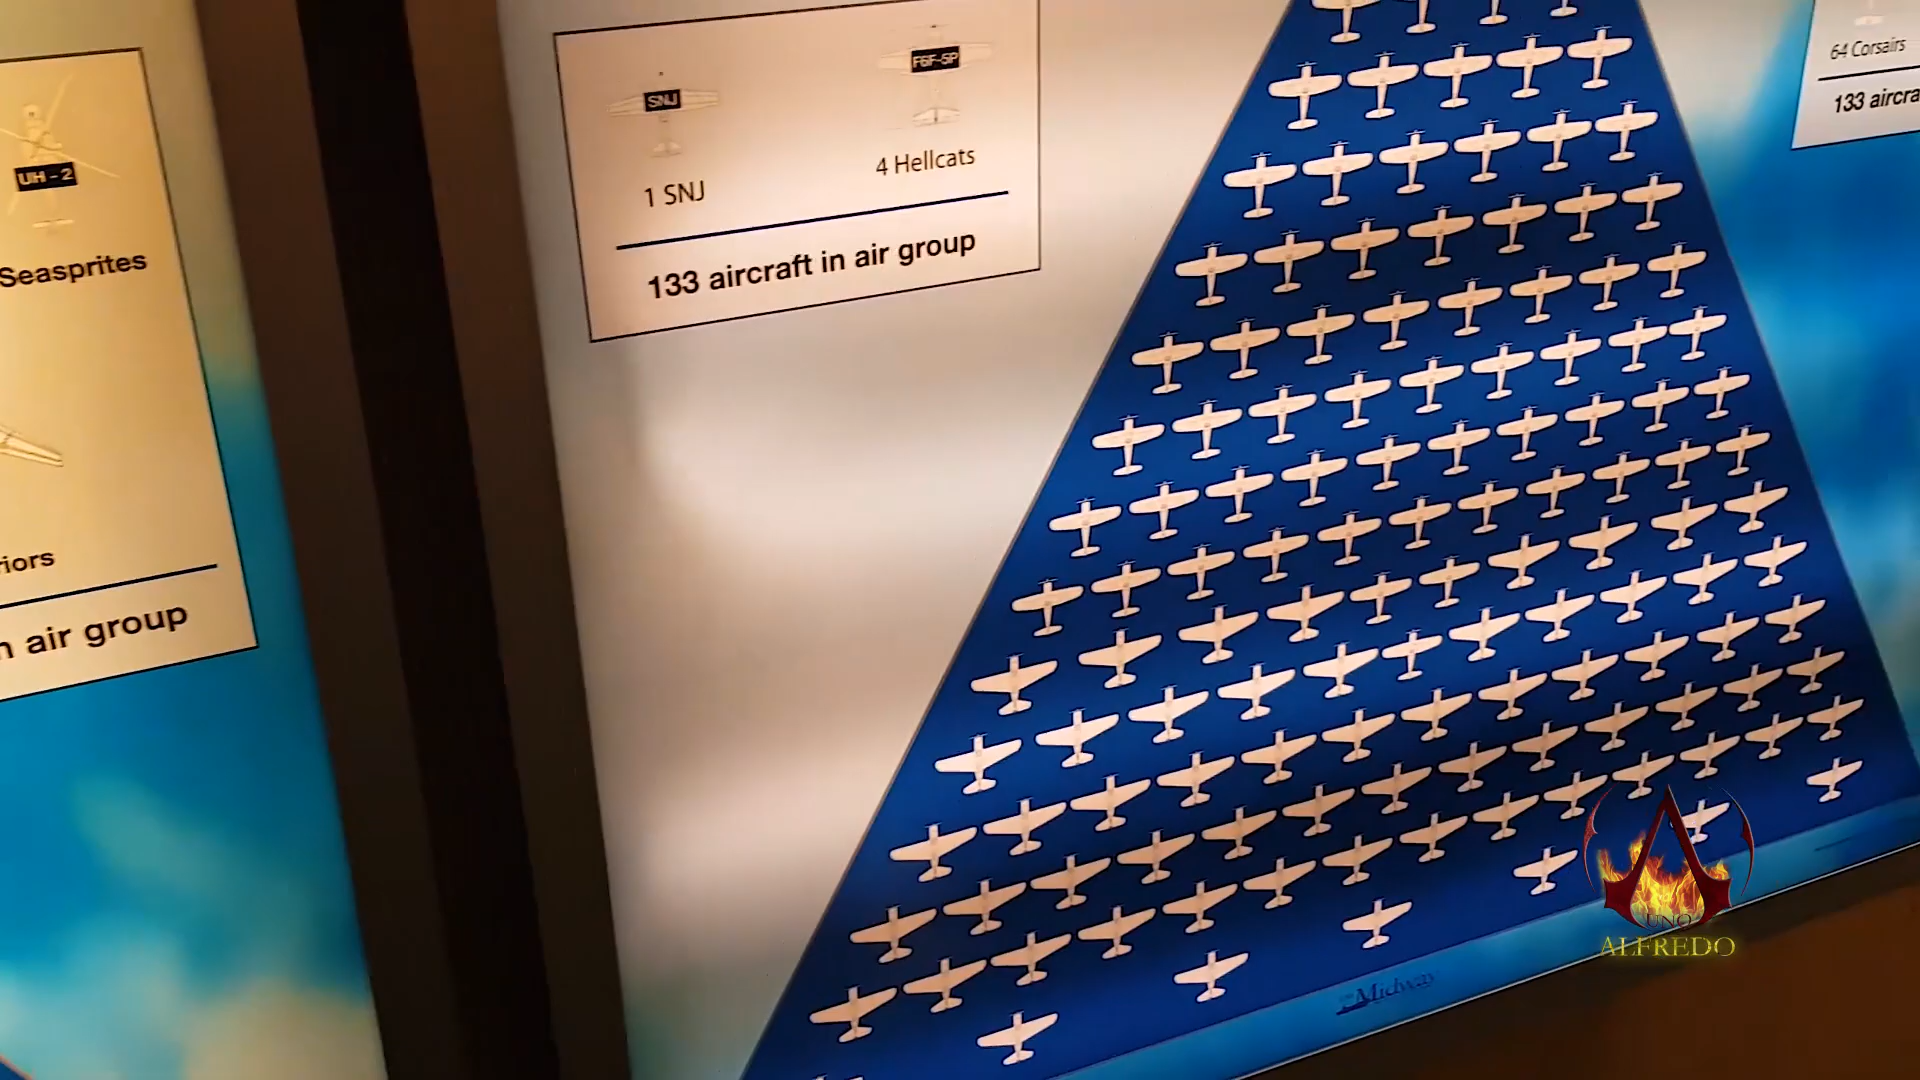 UH-2
Seasprites
riors
n air group
SNJ
F6F-5P
1 SNJ
4 Hellcats
133 aircraft in air group
64 Corsairs
133 aircra
Midway
UNO
ALFREDO